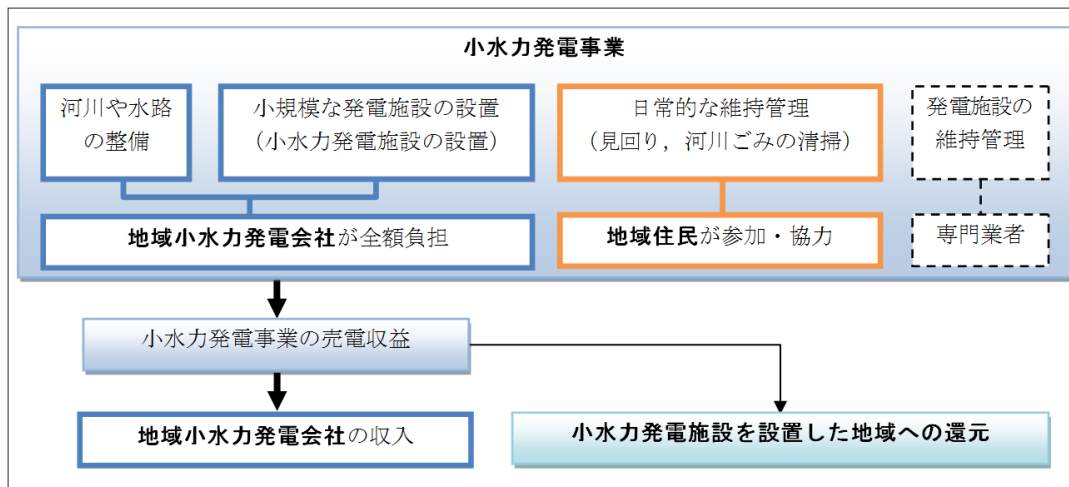 小水力発電事業
河川や水路
の整備
小規模な発電施設の設置
（小水力発電施設の設置）
日常的な維持管理
（見回り，河川ごみの清掃）
発電施設の
維持管理
地域小水力発電会社が全額負担
地域住民が参加・協力
専門業者
小水力発電事業の売電収益
地域小水力発電会社の収入
小水力発電施設を設置した地域への還元